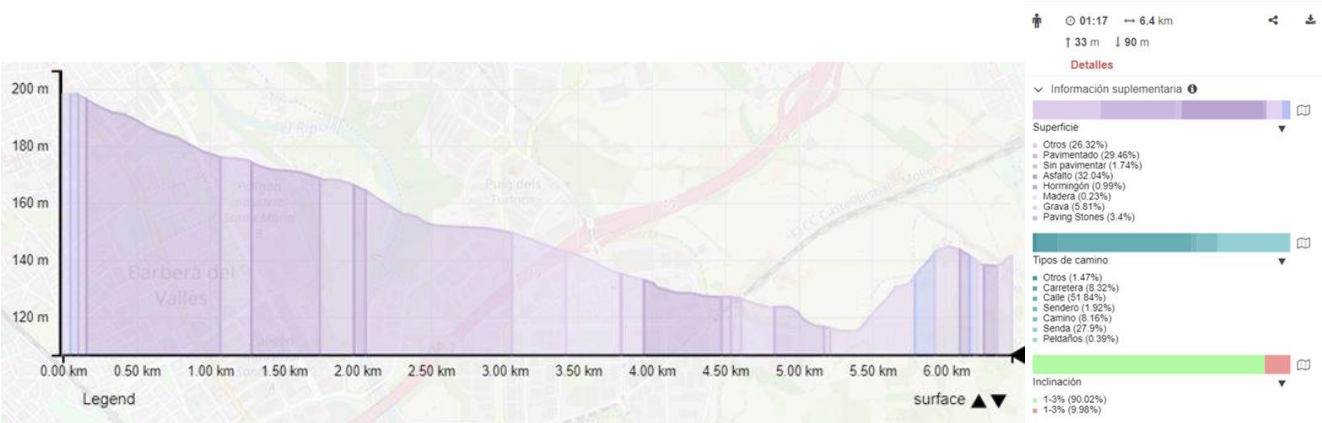 200 m
180 m
160 m
140 m
120 m
0.00 km 0.50 km 1.00 km 1.50 km 2.00 km 2.50 km 3.00 km 3.50 km 4.00 km 4.50 km 5.00 km 5.50 km 6.00 km
Legend
surface
Barberà del
Vallès
Puig dels
01:17 6.4 km
33 m 90 m
Detalles
Información suplementaria
Superficie
Otros (26.32%)
Pavimentado (29.46%)
Sin pavimentar (1.74%)
Asfalto (32.04%)
Hormingón (0.99%)
Madera (0.23%)
Grava (5.81%)
Paving Stones (3.4%)
Tipos de camino
Otros (1.47%)
Carretera (8.32%)
Calle (51.84%)
Sendero (1.92%)
Camino (8.16%)
Senda (27.9%)
Peldaños (0.39%)
Inclinación
1-3% (90.02%)
1-3% (9.98%)